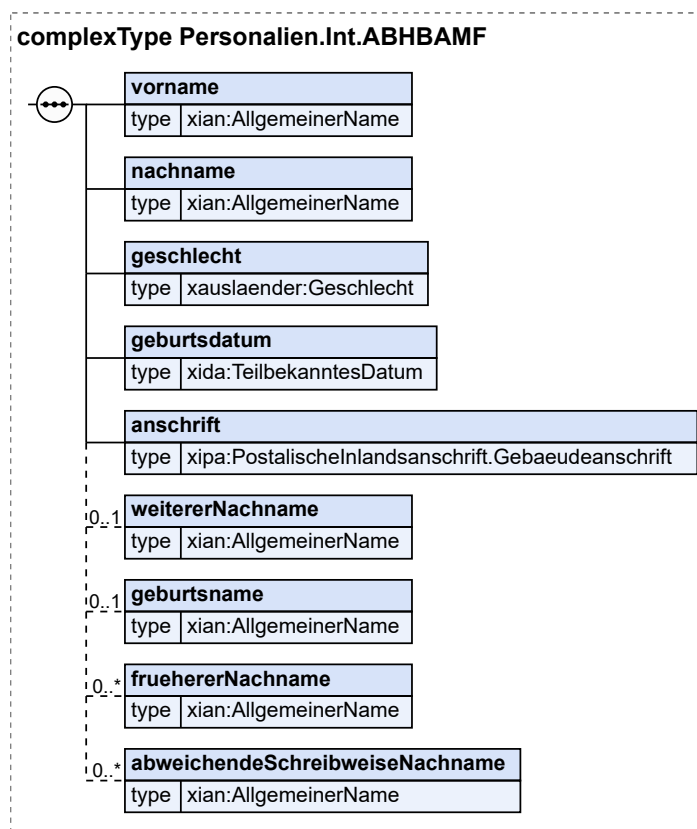 complexType Personalien.Int.ABHBAMF
vorname
type xian:AllgemeinerName
nachname
type xian:AllgemeinerName
geschlecht
type xauslaender:Geschlecht
geburtsdatum
type xida:TeilbekanntesDatum
anschrift
type xipa:PostalischeInlandsanschrift.Gebaeudeanschrift
0..1 weitererNachname
type xian:AllgemeinerName
0..1 geburtsname
type xian:AllgemeinerName
0..* fruehererNachname
type xian:AllgemeinerName
0..* abweichendeSchreibweiseNachname
type xian:AllgemeinerName